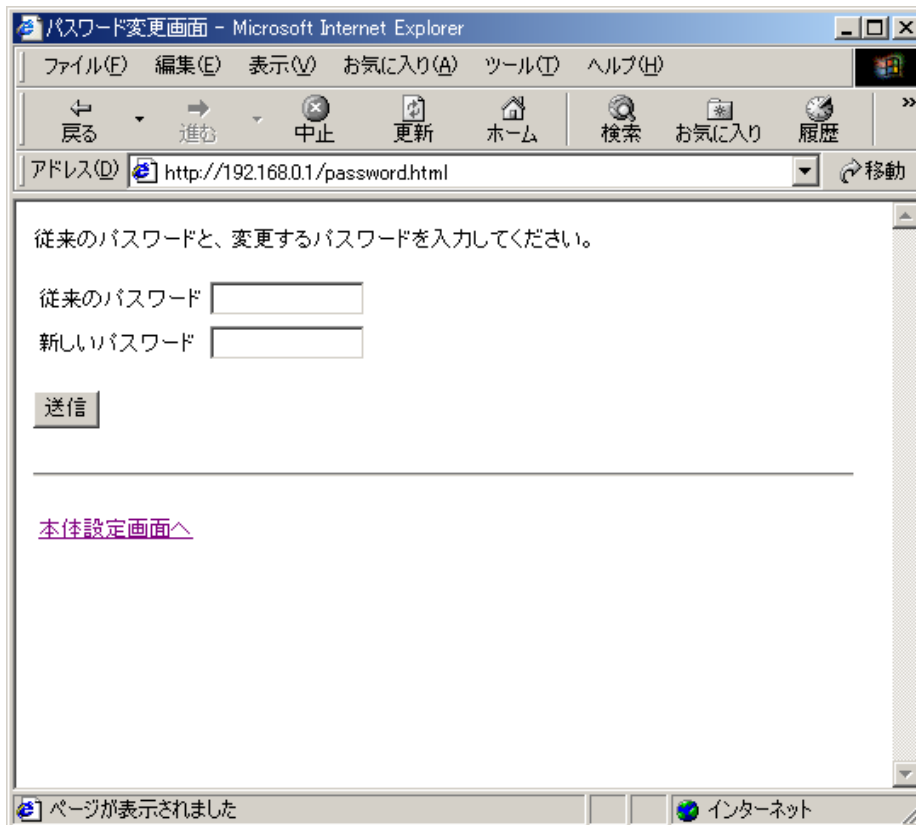 パスワード変更画面 - Microsoft Internet Explorer
ファイル(F) 編集(E) 表示(V) お気に入り(A) ツール(T) ヘルプ(H)
戻る 進む 中止 更新 ホーム 検索 お気に入り 履歴 »
アドレス(D) http://192.168.0.1/password.html 移動
従来のパスワードと、変更するパスワードを入力してください。
従来のパスワード
新しいパスワード
送信
本体設定画面へ
ページが表示されました インターネット